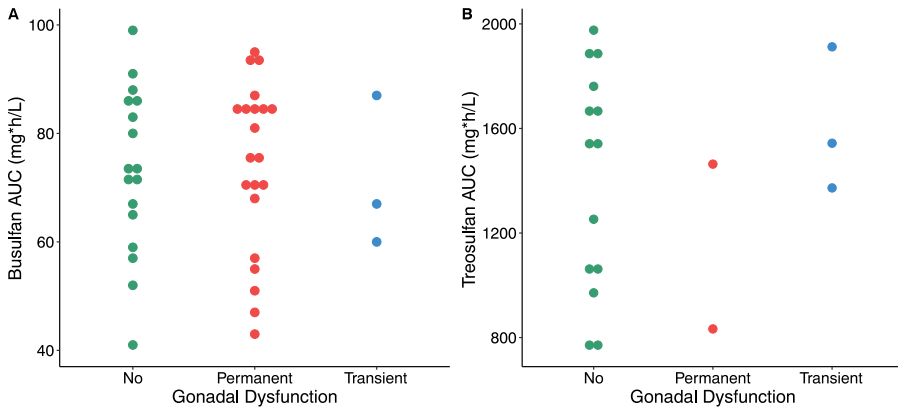 A
Busulfan AUC (mg*h/L)
100
80
60
40
No Permanent Transient
Gonadal Dysfunction
B
Treosulfan AUC (mg*h/L)
2000
1600
1200
800
No Permanent Transient
Gonadal Dysfunction